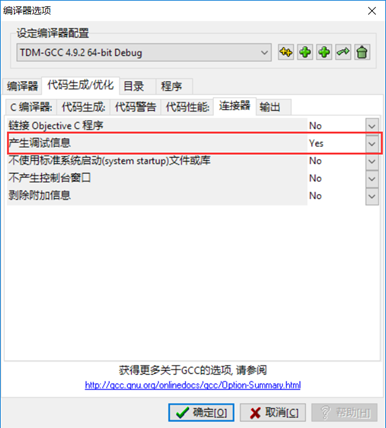 编译器选项
设定编译器配置
TDM-GCC 4.9.2 64-bit Debug
编译器 代码生成/优化 目录 程序
C 编译器: 代码生成: 代码警告 代码性能: 连接器 输出
链接 Objective C 程序 No
产生调试信息 Yes
不使用标准系统启动(system startup)文件或库 No
不产生控制台窗口 No
剥除附加信息 No
获得更多关于GCC的选项, 请参阅
http://gcc.gnu.org/onlinedocs/gcc/Option-Summary.html
确定[O] 取消[C] 帮助[H]